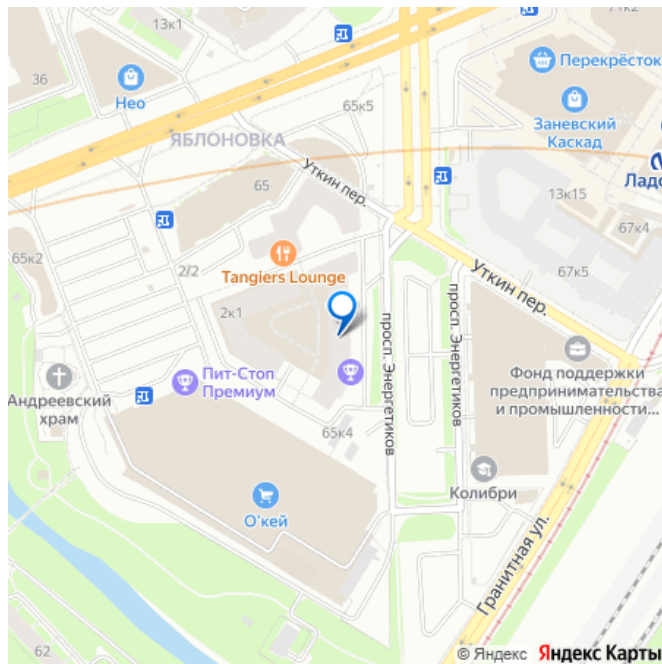 71к2
13к1
Перекрёсток
36
Нео
65к5
Заневский
Каскад
ЯБЛОНОВКА
Ладо
65
Уткин пер.
13к15
67к4
65к2
2/2
Tangiers Lounge
Уткин пер.
67к5
2к1
просп. Энергетиков
просп. Энергетиков
Пит-Стоп
Премиум
Фонд поддержки
предпринимательства
и промышленности...
Андреевский
храм
65к4
Колибри
О'кей
Гранитная ул.
62
© Яндекс Яндекс Карты